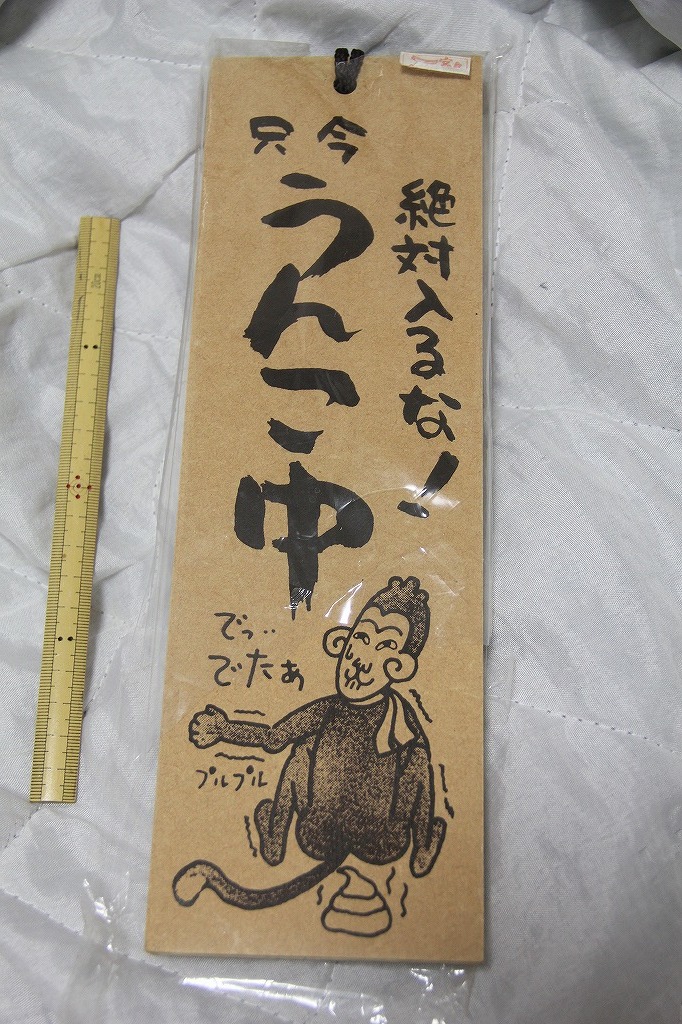 絶対入るな!
只今
うんこ中
でっ‥
でたぁ
プルプル
20cm